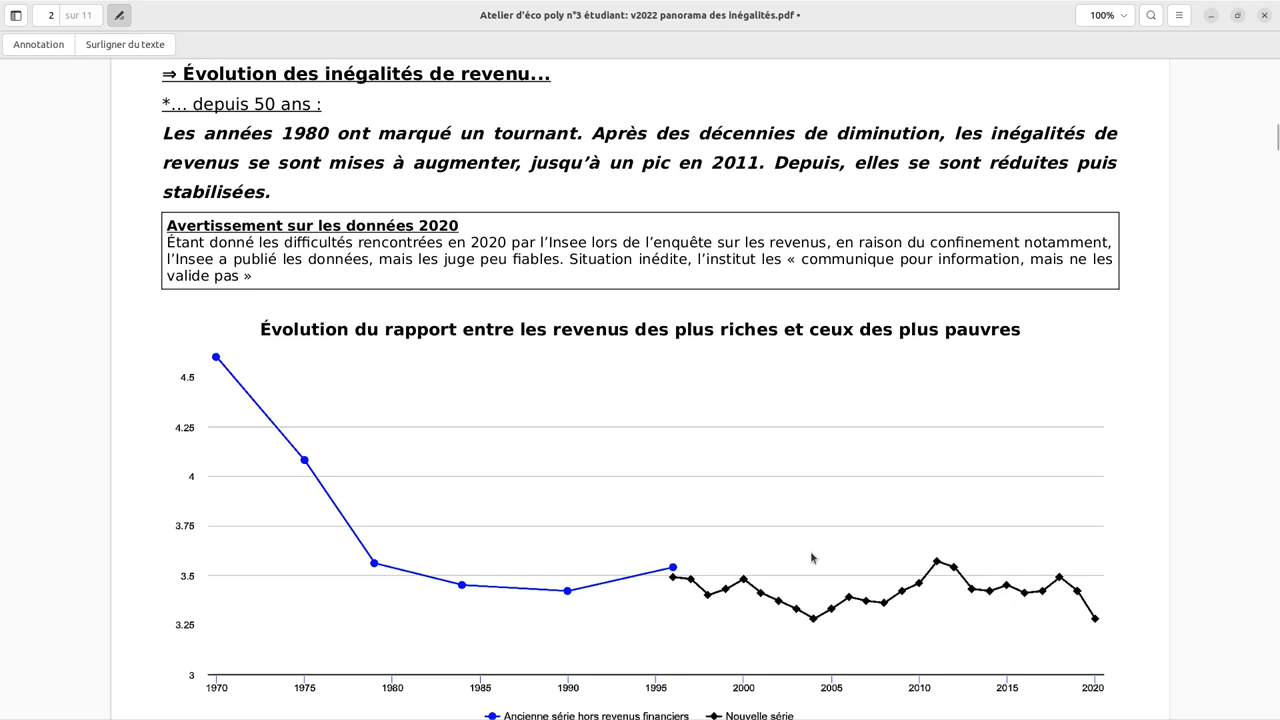 2 sur 11
Atelier d'éco poly n°3 étudiant: v2022 panorama des inégalités.pdf •
100%
Annotation
Surligner du texte
⇒ Évolution des inégalités de revenu...
*... depuis 50 ans :
Les années 1980 ont marqué un tournant. Après des décennies de diminution, les inégalités de
revenus se sont mises à augmenter, jusqu’à un pic en 2011. Depuis, elles se sont réduites puis
stabilisées.
Avertissement sur les données 2020
Étant donné les difficultés rencontrées en 2020 par l’Insee lors de l’enquête sur les revenus, en raison du confinement notamment,
l’Insee a publié les données, mais les juge peu fiables. Situation inédite, l’institut les « communique pour information, mais ne les
valide pas »
Évolution du rapport entre les revenus des plus riches et ceux des plus pauvres
4.5
4.25
4
3.75
3.5
3.25
3
1970 1975 1980 1985 1990 1995 2000 2005 2010 2015 2020
Ancienne série hors revenus financiers
Nouvelle série